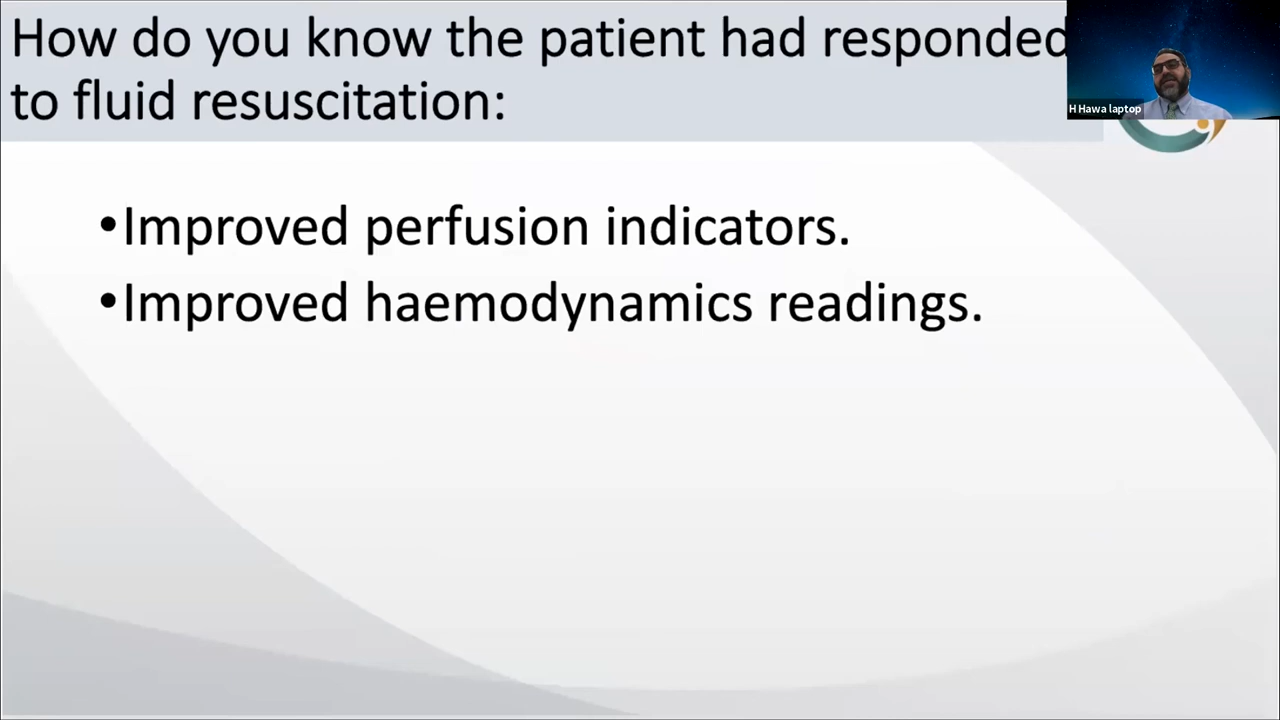 How do you know the patient had responded
to fluid resuscitation:
H Hawa laptop
•Improved perfusion indicators.
•Improved haemodynamics readings.